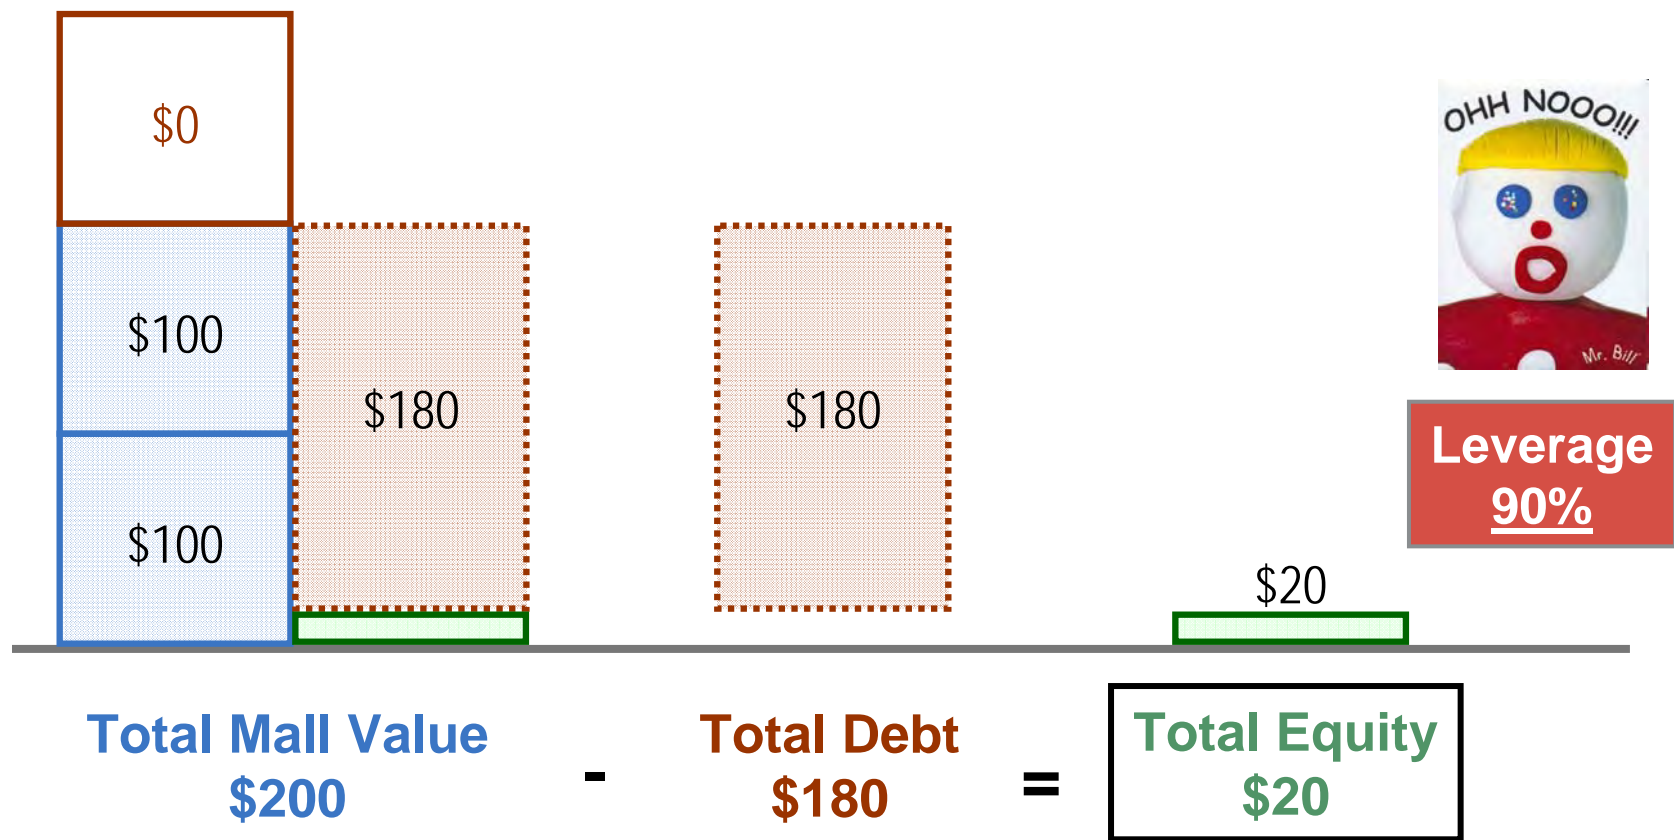 $0
OHH NOOO!!!
$100
$180
$180
Mr. Bill
$100
Leverage
90%
$20
Total Mall Value
$200
-
Total Debt
$180
=
Total Equity
$20